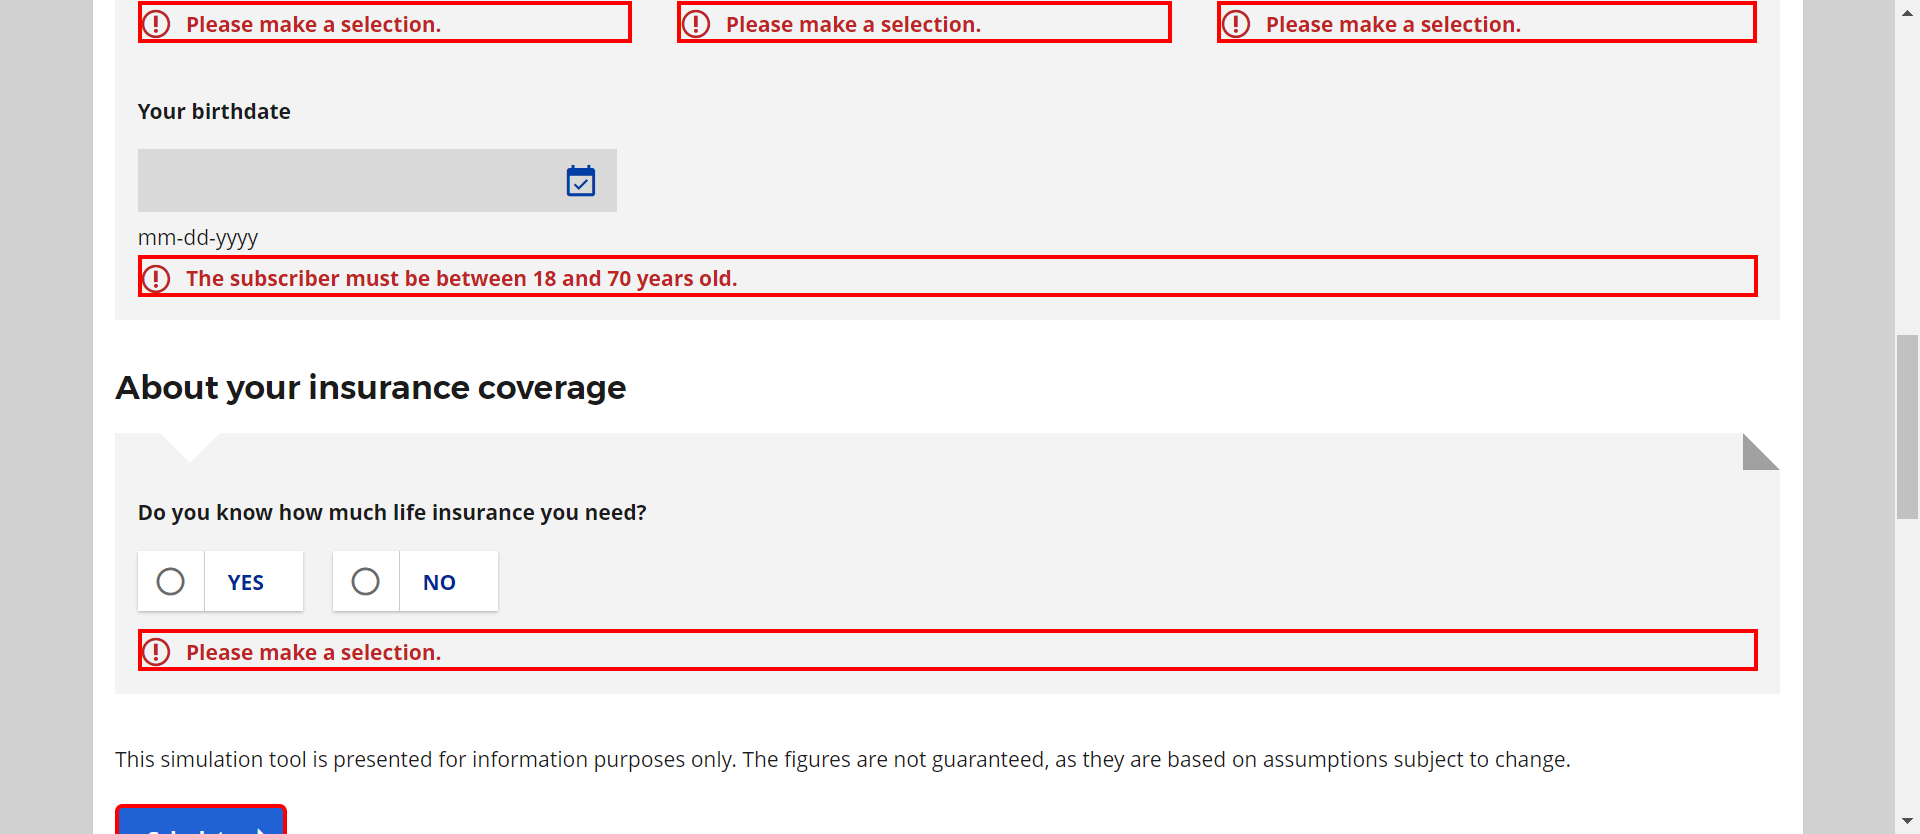 Please make a selection. Please make a selection. Please make a selection.
Your birthdate
mm-dd-yyyy
The subscriber must be between 18 and 70 years old.
About your insurance coverage
Do you know how much life insurance you need?
YES NO
Please make a selection.
This simulation tool is presented for information purposes only. The figures are not guaranteed, as they are based on assumptions subject to change.